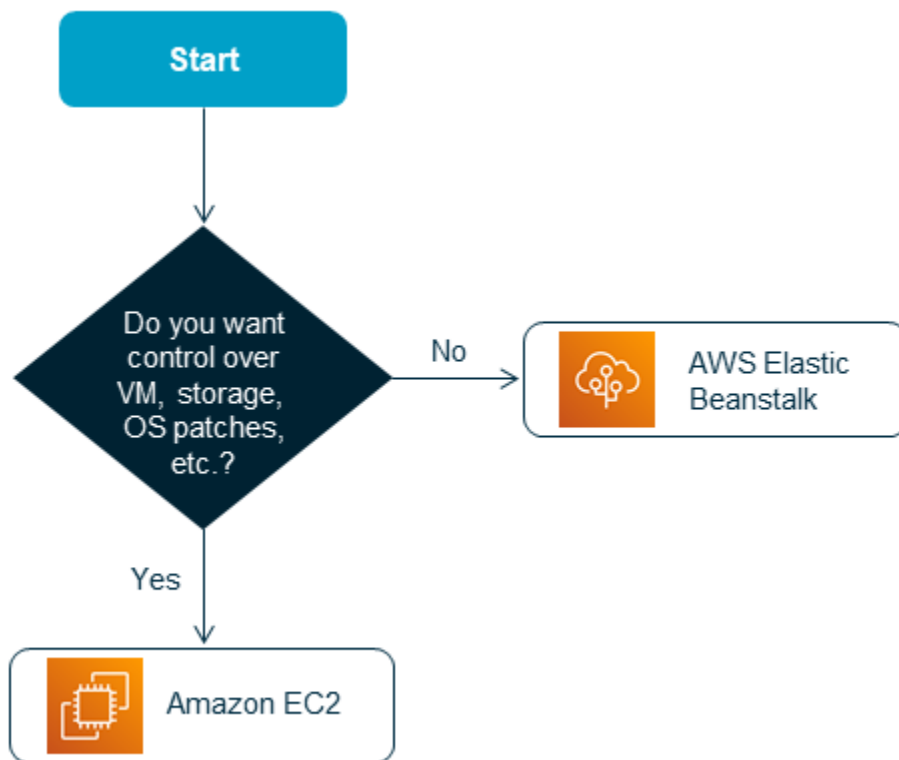 Start
Do you want
control over
VM, storage,
OS patches,
etc.?
No
AWS Elastic
Beanstalk
Yes
Amazon EC2